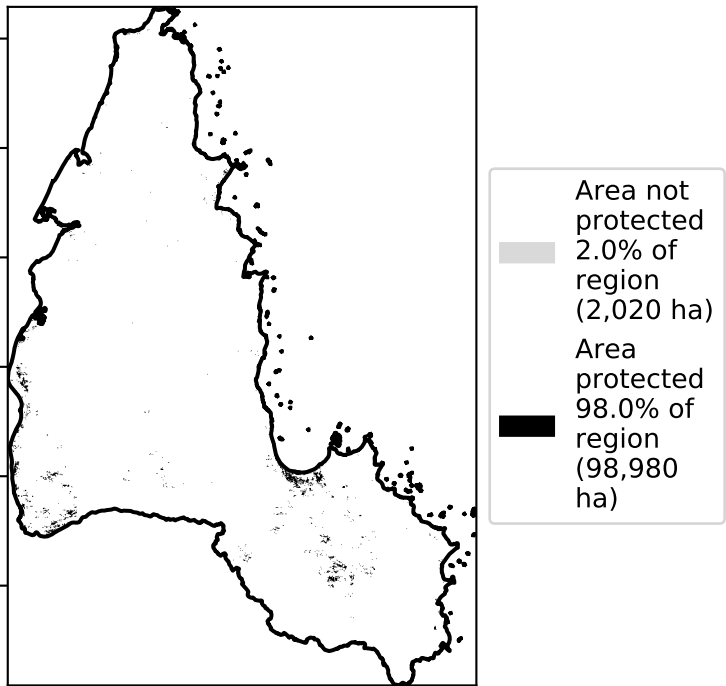 Area not
protected
2.0% of
region
(2,020 ha)
Area
protected
98.0% of
region
(98,980
ha)